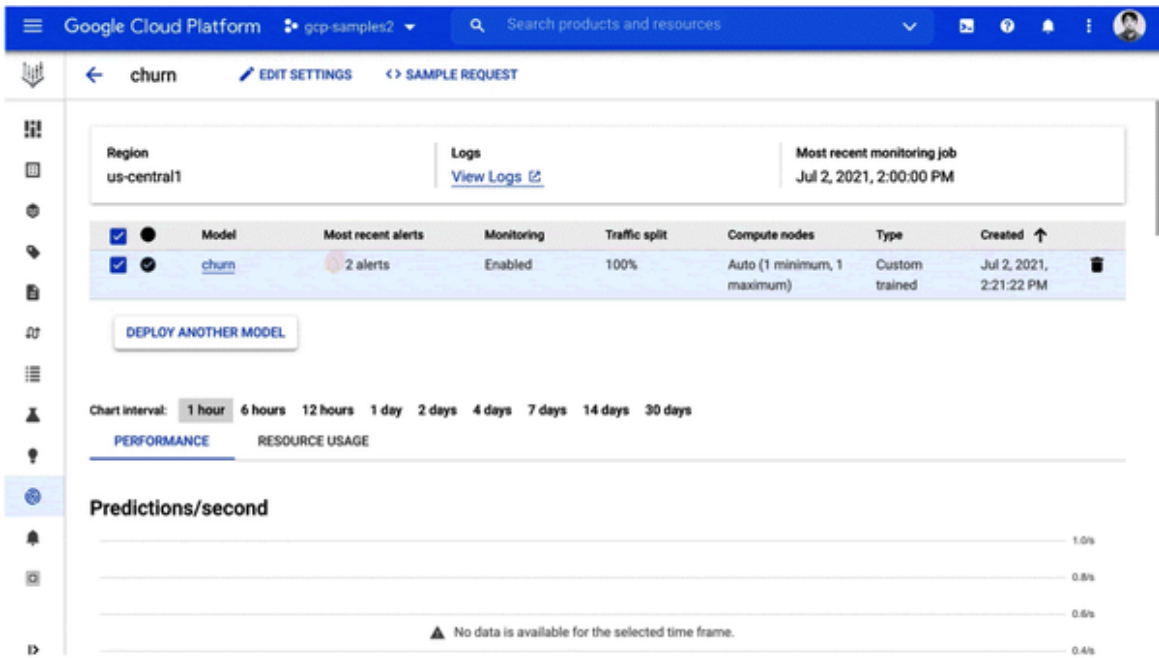 Google Cloud Platform gcp-samples2 Search products and resources
churn EDIT SETTINGS <> SAMPLE REQUEST
Region Logs Most recent monitoring job
us-central1 View Logs Jul 2, 2021, 2:00:00 PM
Model Most recent alerts Monitoring Traffic split Compute nodes Type Created
churn 2 alerts Enabled 100% Auto (1 minimum, 1 Custom Jul 2, 2021,
maximum) trained 2:21:22 PM
DEPLOY ANOTHER MODEL
Chart interval: 1 hour 6 hours 12 hours 1 day 2 days 4 days 7 days 14 days 30 days
PERFORMANCE RESOURCE USAGE
Predictions/second
1.0/s
0.8/s
0.6/s
No data is available for the selected time frame.
0.4/s